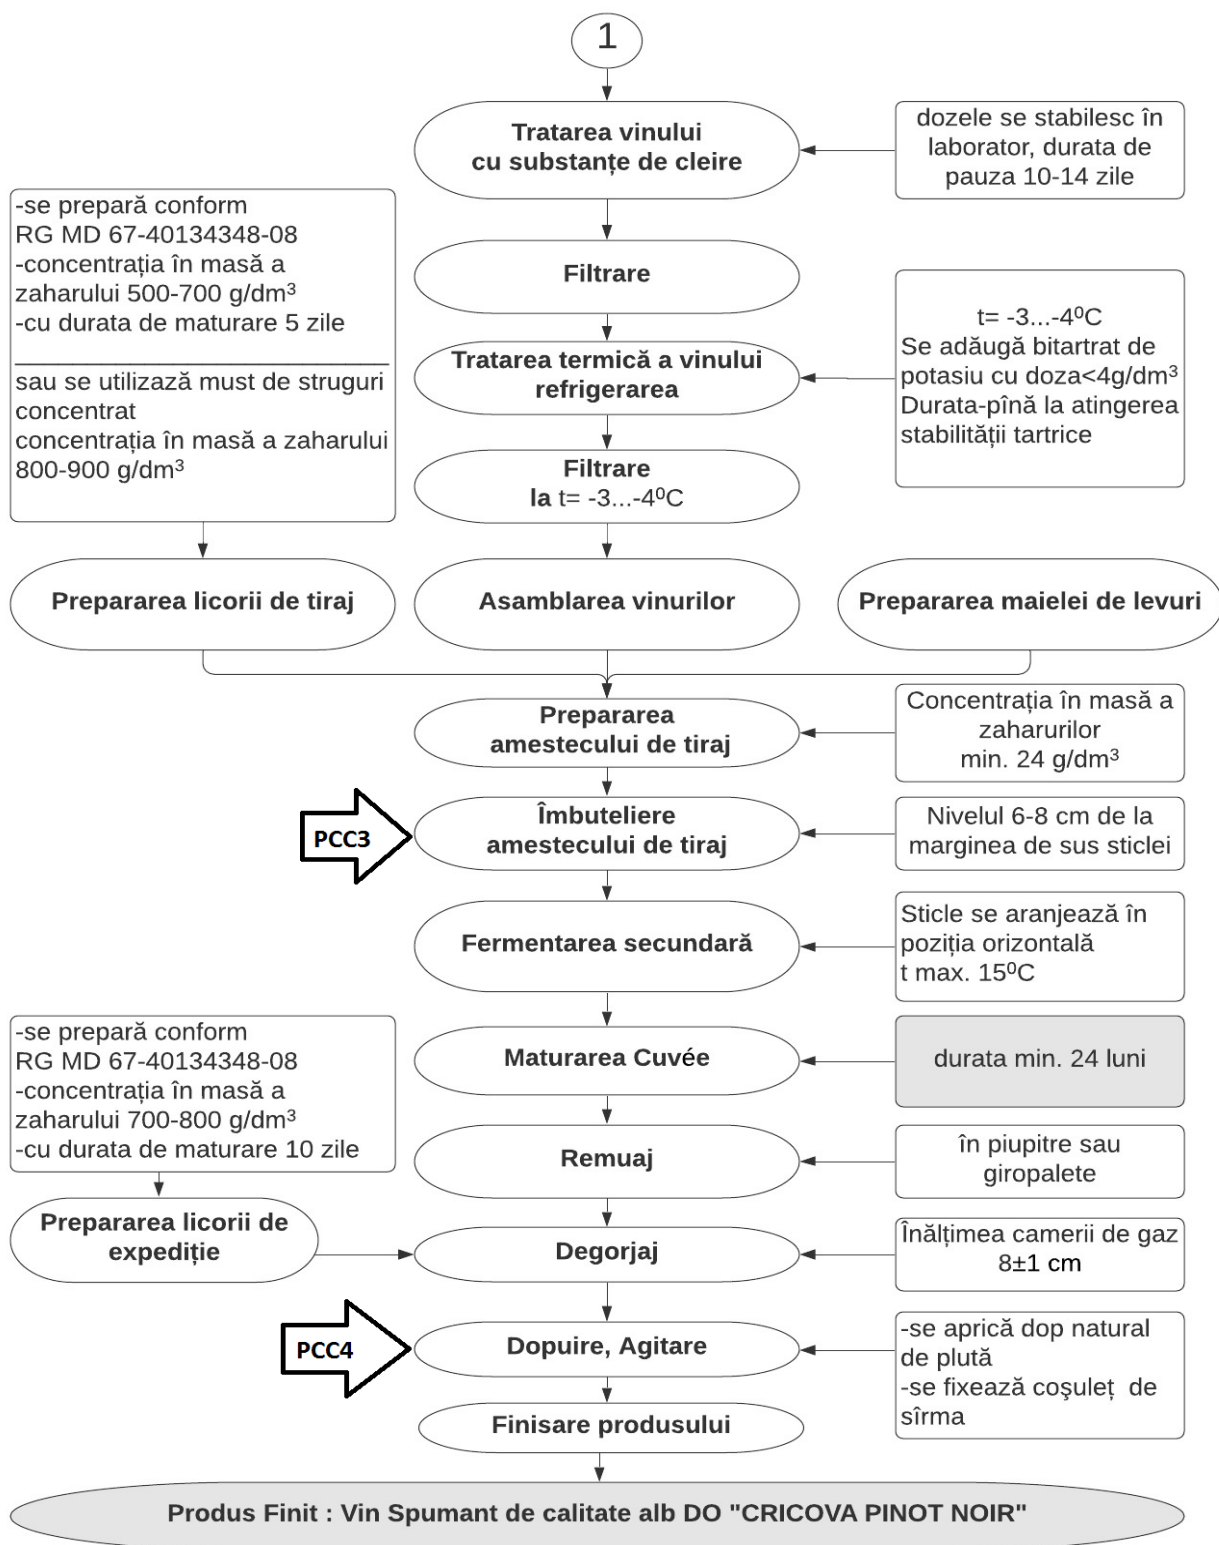 1
Tratarea vinului
cu substanțe de cleire
dozele se stabilesc în
laborator, durata de
pauza 10-14 zile
-se prepară conform
RG MD 67-40134348-08
-concentrația în masă a
zaharului 500-700 g/dm³
-cu durata de maturare 5 zile
sau se utilizază must de struguri
concentrat
concentrația în masă a zaharului
800-900 g/dm³
Filtrare
t= -3...-4⁰C
Se adăugă bitartrat de
potasiu cu doza<4g/dm³
Durata-pînă la atingerea
stabilității tartrice
Tratarea termică a vinului
refrigerarea
Filtrare
la t= -3...-4⁰C
Prepararea licorii de tiraj
Asamblarea vinurilor
Prepararea maielei de levuri
Prepararea
amestecului de tiraj
Concentrația în masă a
zaharurilor
min. 24 g/dm³
PCC3
Îmbuteliere
amestecului de tiraj
Nivelul 6-8 cm de la
marginea de sus sticlei
Fermentarea secundară
Sticle se aranjează în
poziția orizontală
t max. 15⁰C
-se prepară conform
RG MD 67-40134348-08
-concentrația în masă a
zaharului 700-800 g/dm³
-cu durata de maturare 10 zile
Maturarea Cuvée
durata min. 24 luni
Remuaj
în piupitre sau
giropalete
Prepararea licorii de
expediție
Degorjaj
Înălțimea camerii de gaz
8±1 cm
PCC4
Dopuire, Agitare
-se aprică dop natural
de plută
-se fixează coşuleț de
sîrma
Finisare produsului
Produs Finit : Vin Spumant de calitate alb DO "CRICOVA PINOT NOIR"